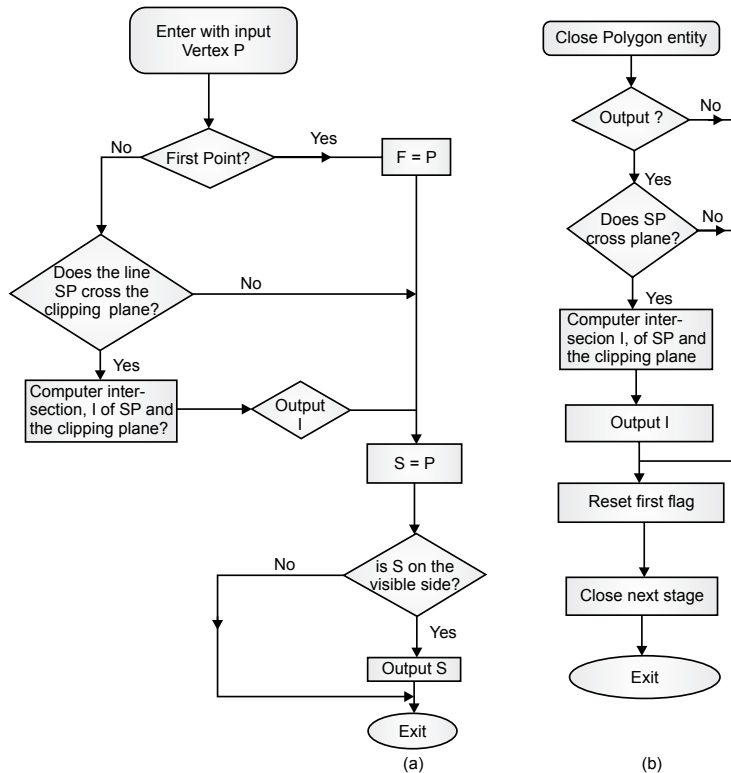 Enter with input
Vertex P
First Point?
Yes
No
F = P
Does the line
SP cross the
clipping plane?
No
Yes
Computer inter-
section, I of SP and
the clipping plane?
Output
I
S = P
is S on the
visible side?
No
Yes
Output S
Exit
(a)
Close Polygon entity
Output ?
No
Yes
Does SP
cross plane?
No
Yes
Computer inter-
secion I, of SP and
the clipping plane
Output I
Reset first flag
Close next stage
Exit
(b)